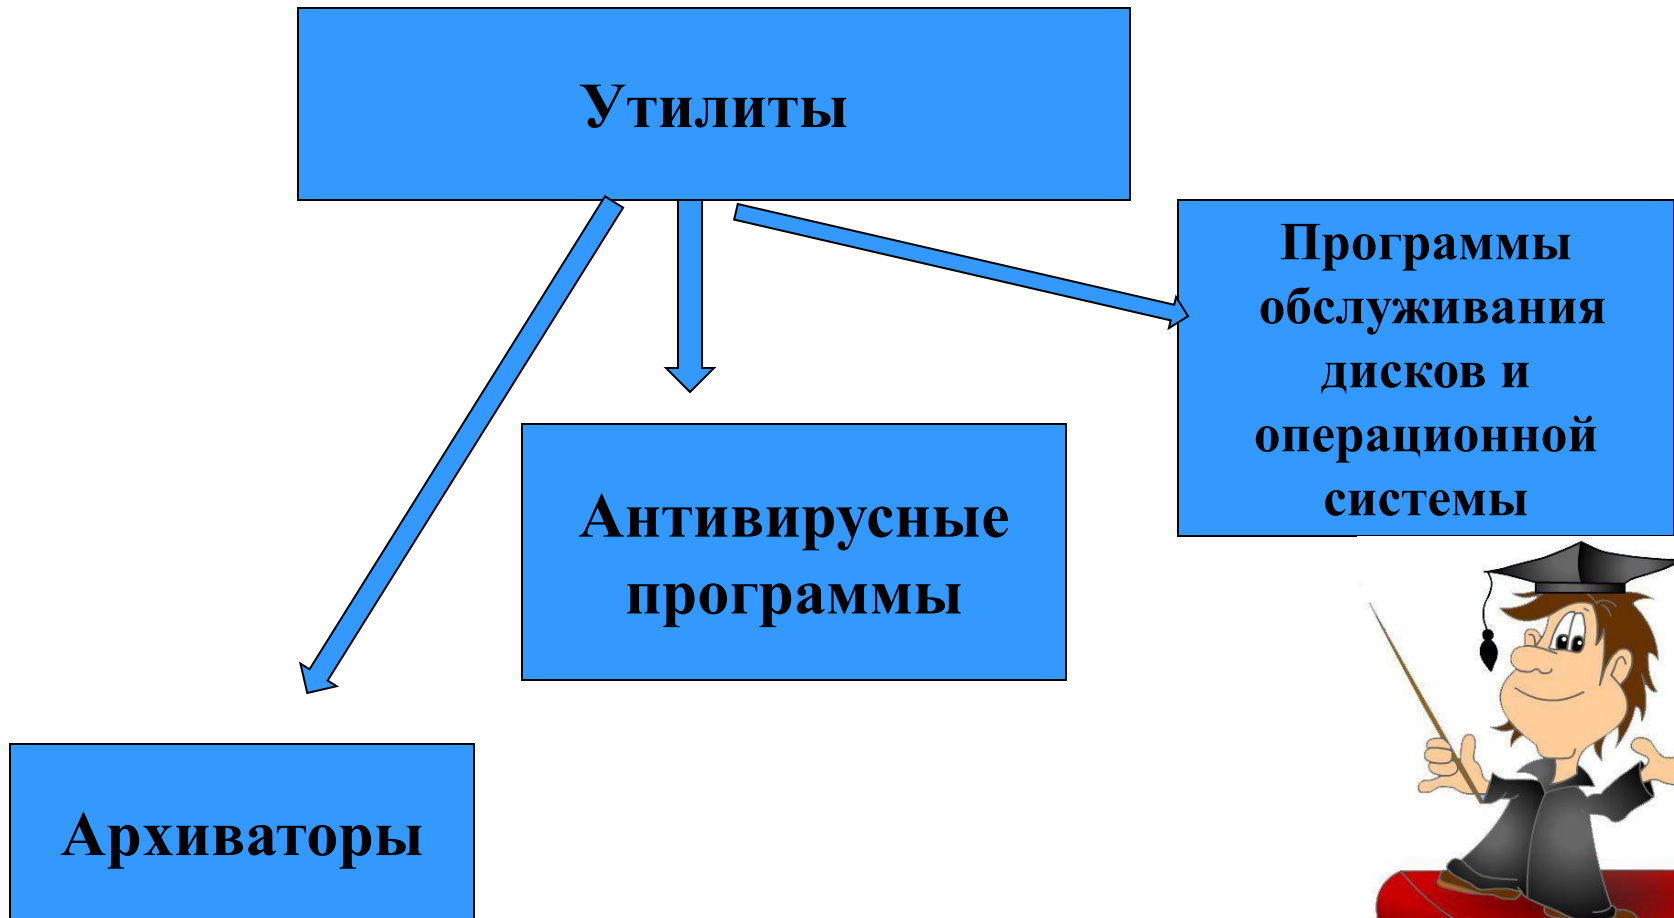 Утилиты
Программы
обслуживания
дисков и
операционной
системы
Антивирусные
программы
Архиваторы